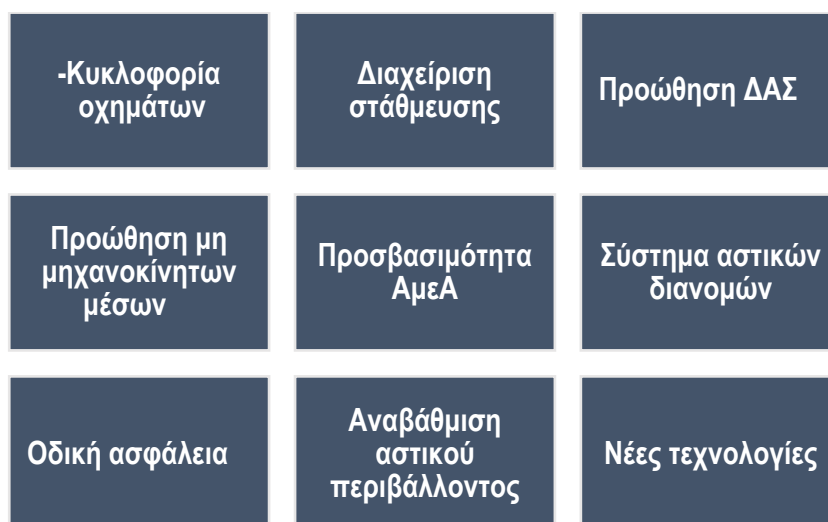 -Κυκλοφορία
οχημάτων
Διαχείριση
στάθμευσης
Προώθηση ΔΑΣ
Προώθηση μη
μηχανοκίνητων
μέσων
Προσβασιμότητα
ΑμεΑ
Σύστημα αστικών
διανομών
Οδική ασφάλεια
Αναβάθμιση
αστικού
περιβάλλοντος
Νέες τεχνολογίες